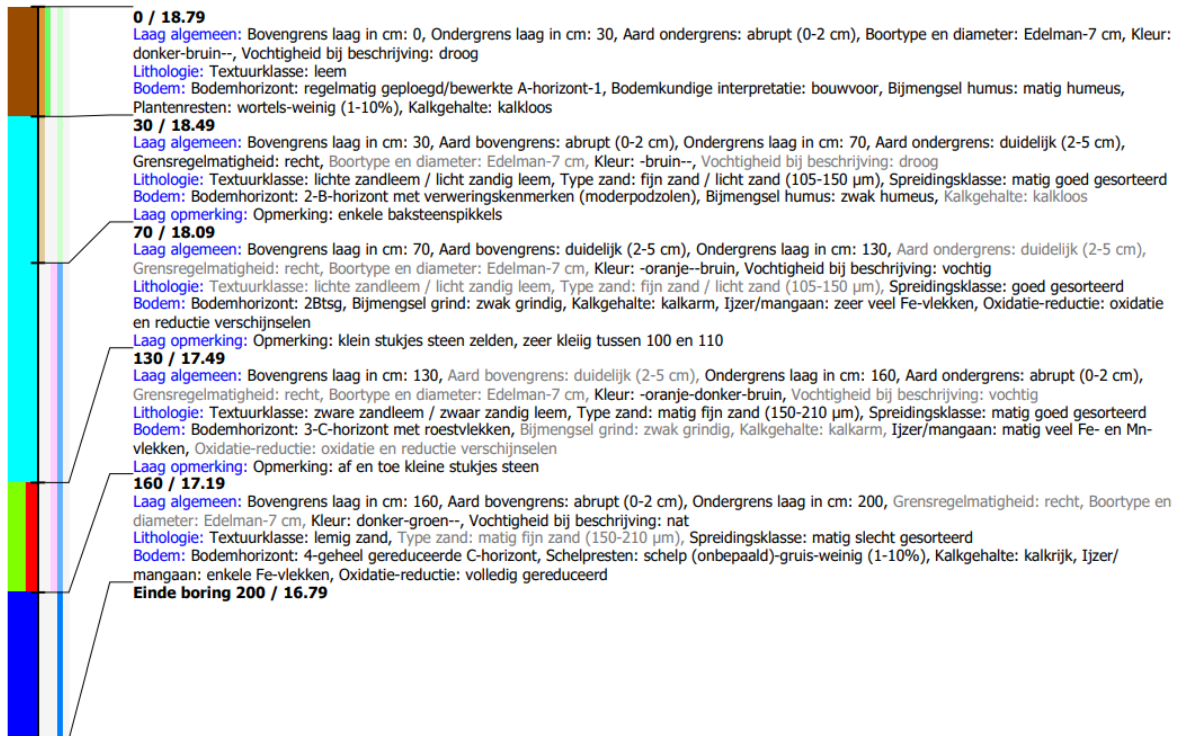 0 / 18.79
Laag algemeen: Bovengrens laag in cm: 0, Ondergrens laag in cm: 30, Aard ondergrens: abrupt (0-2 cm), Boortype en diameter: Edelman-7 cm, Kleur:
donker-bruin--, Vochtigheid bij beschrijving: droog
Lithologie: Textuurklasse: leem
Bodem: Bodemhorizont: regelmatig geploegd/bewerkte A-horizont-1, Bodemkundige interpretatie: bouwvoor, Bijmengsel humus: matig humeus,
Plantenresten: wortels-weinig (1-10%), Kalkgehalte: kalkloos
30 / 18.49
Laag algemeen: Bovengrens laag in cm: 30, Aard bovengrens: abrupt (0-2 cm), Ondergrens laag in cm: 70, Aard ondergrens: duidelijk (2-5 cm),
Grensregelmatigheid: recht, Boortype en diameter: Edelman-7 cm, Kleur: -bruin--, Vochtigheid bij beschrijving: droog
Lithologie: Textuurklasse: lichte zandleem / licht zandig leem, Type zand: fijn zand / licht zand (105-150 µm), Spreidingsklasse: matig goed gesorteerd
Bodem: Bodemhorizont: 2-B-horizont met verweringskenmerken (moderpodzolen), Bijmengsel humus: zwak humeus, Kalkgehalte: kalkloos
Laag opmerking: Opmerking: enkele baksteenspikkels
70 / 18.09
Laag algemeen: Bovengrens laag in cm: 70, Aard bovengrens: duidelijk (2-5 cm), Ondergrens laag in cm: 130, Aard ondergrens: duidelijk (2-5 cm),
Grensregelmatigheid: recht, Boortype en diameter: Edelman-7 cm, Kleur: -oranje--bruin, Vochtigheid bij beschrijving: vochtig
Lithologie: Textuurklasse: lichte zandleem / licht zandig leem, Type zand: fijn zand / licht zand (105-150 µm), Spreidingsklasse: goed gesorteerd
Bodem: Bodemhorizont: 2Btsg, Bijmengsel grind: zwak grindig, Kalkgehalte: kalkarm, Ijzer/mangaan: zeer veel Fe-vlekken, Oxidatie-reductie: oxidatie
en reductie verschijnselen
Laag opmerking: Opmerking: klein stukjes steen zelden, zeer kleiig tussen 100 en 110
130 / 17.49
Laag algemeen: Bovengrens laag in cm: 130, Aard bovengrens: duidelijk (2-5 cm), Ondergrens laag in cm: 160, Aard ondergrens: abrupt (0-2 cm),
Grensregelmatigheid: recht, Boortype en diameter: Edelman-7 cm, Kleur: -oranje-donker-bruin, Vochtigheid bij beschrijving: vochtig
Lithologie: Textuurklasse: zware zandleem / zwaar zandig leem, Type zand: matig fijn zand (150-210 µm), Spreidingsklasse: matig goed gesorteerd
Bodem: Bodemhorizont: 3-C-horizont met roestvlekken, Bijmengsel grind: zwak grindig, Kalkgehalte: kalkarm, Ijzer/mangaan: matig veel Fe- en Mn-
vlekken, Oxidatie-reductie: oxidatie en reductie verschijnselen
Laag opmerking: Opmerking: af en toe kleine stukjes steen
160 / 17.19
Laag algemeen: Bovengrens laag in cm: 160, Aard bovengrens: abrupt (0-2 cm), Ondergrens laag in cm: 200, Grensregelmatigheid: recht, Boortype en
diameter: Edelman-7 cm, Kleur: donker-groen--, Vochtigheid bij beschrijving: nat
Lithologie: Textuurklasse: lemig zand, Type zand: matig fijn zand (150-210 µm), Spreidingsklasse: matig slecht gesorteerd
Bodem: Bodemhorizont: 4-geheel gereduceerde C-horizont, Schelpresten: schelp (onbepaald)-gruis-weinig (1-10%), Kalkgehalte: kalkrijk, Ijzer/
mangaan: enkele Fe-vlekken, Oxidatie-reductie: volledig gereduceerd
Einde boring 200 / 16.79